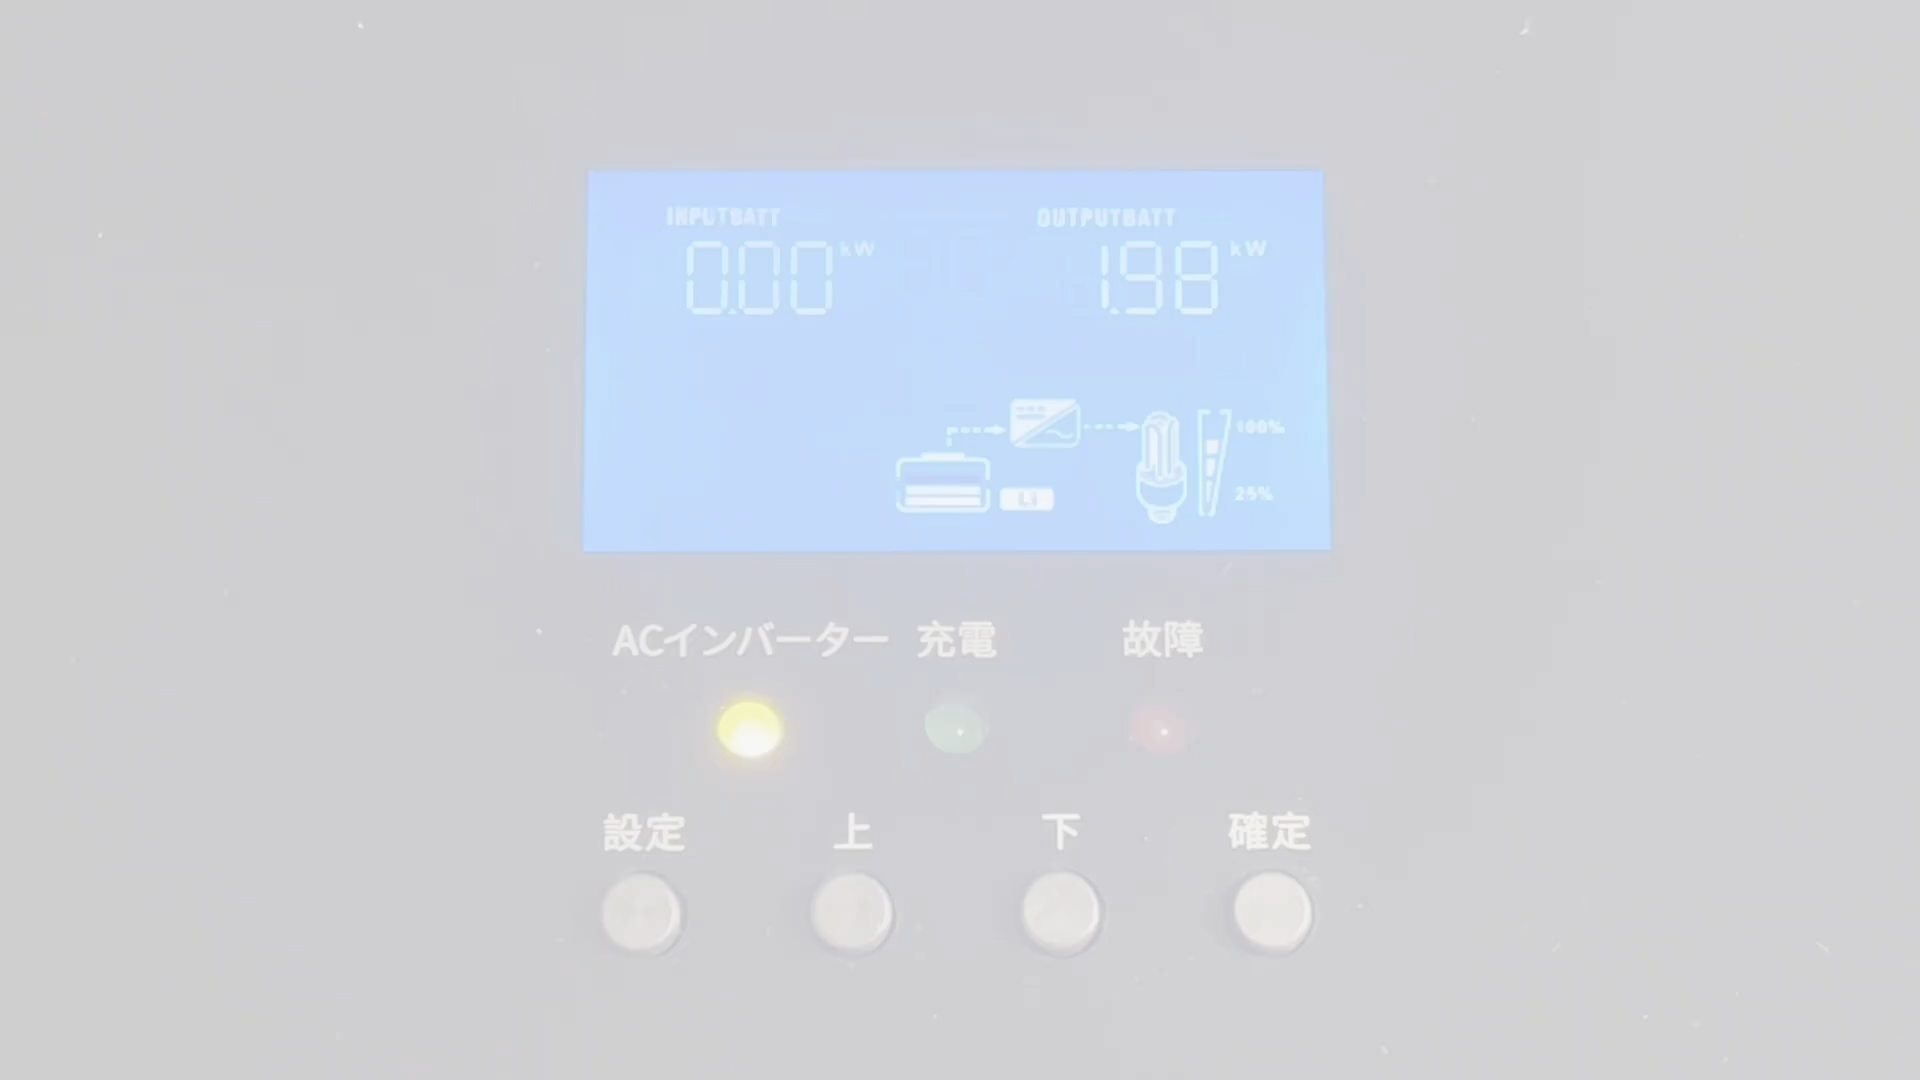 INPUTBATT OUTPUTBATT
0.00 kW 1.98 kW
100%
Li 25%
ACインバーター 充電 故障
設定 上 下 確定